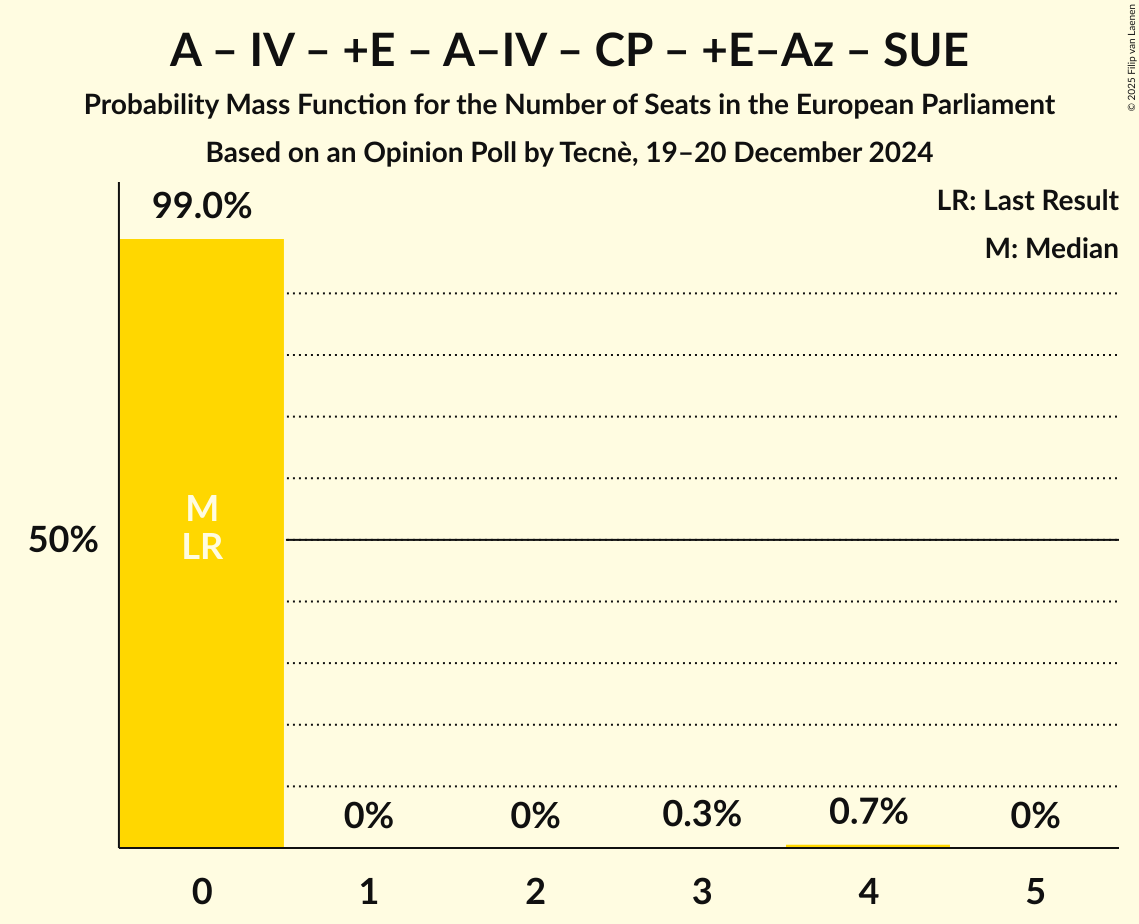 A – IV – +E – A–IV – CP – +E–Az – SUE
Probability Mass Function for the Number of Seats in the European Parliament
Based on an Opinion Poll by Tecnè, 19–20 December 2024
© 2025 Filip van Laenen
LR: Last Result
M: Median
99.0%
M
LR
50%
0% 0% 0.3% 0.7% 0%
0 1 2 3 4 5